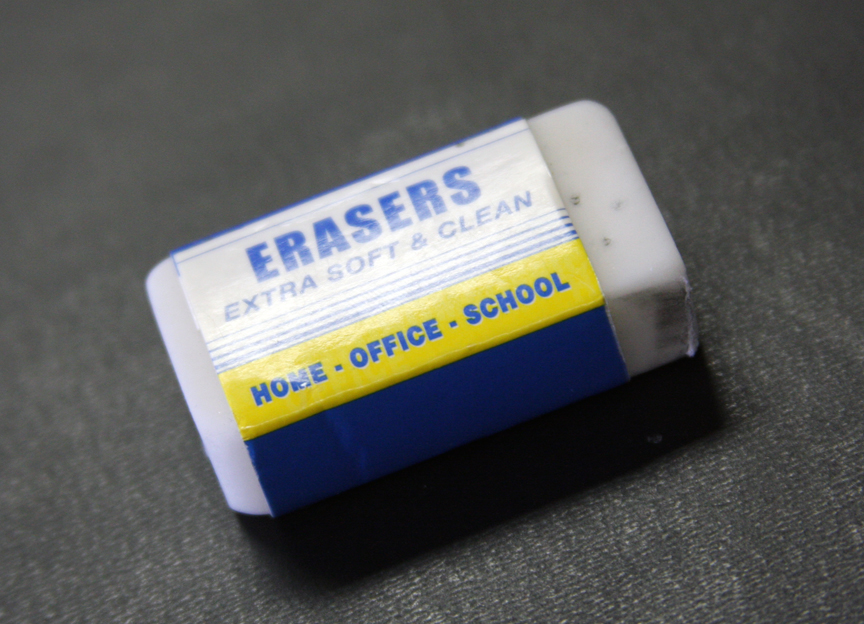 ERASERS
EXTRA SOFT & CLEAN
HOME - OFFICE - SCHOOL